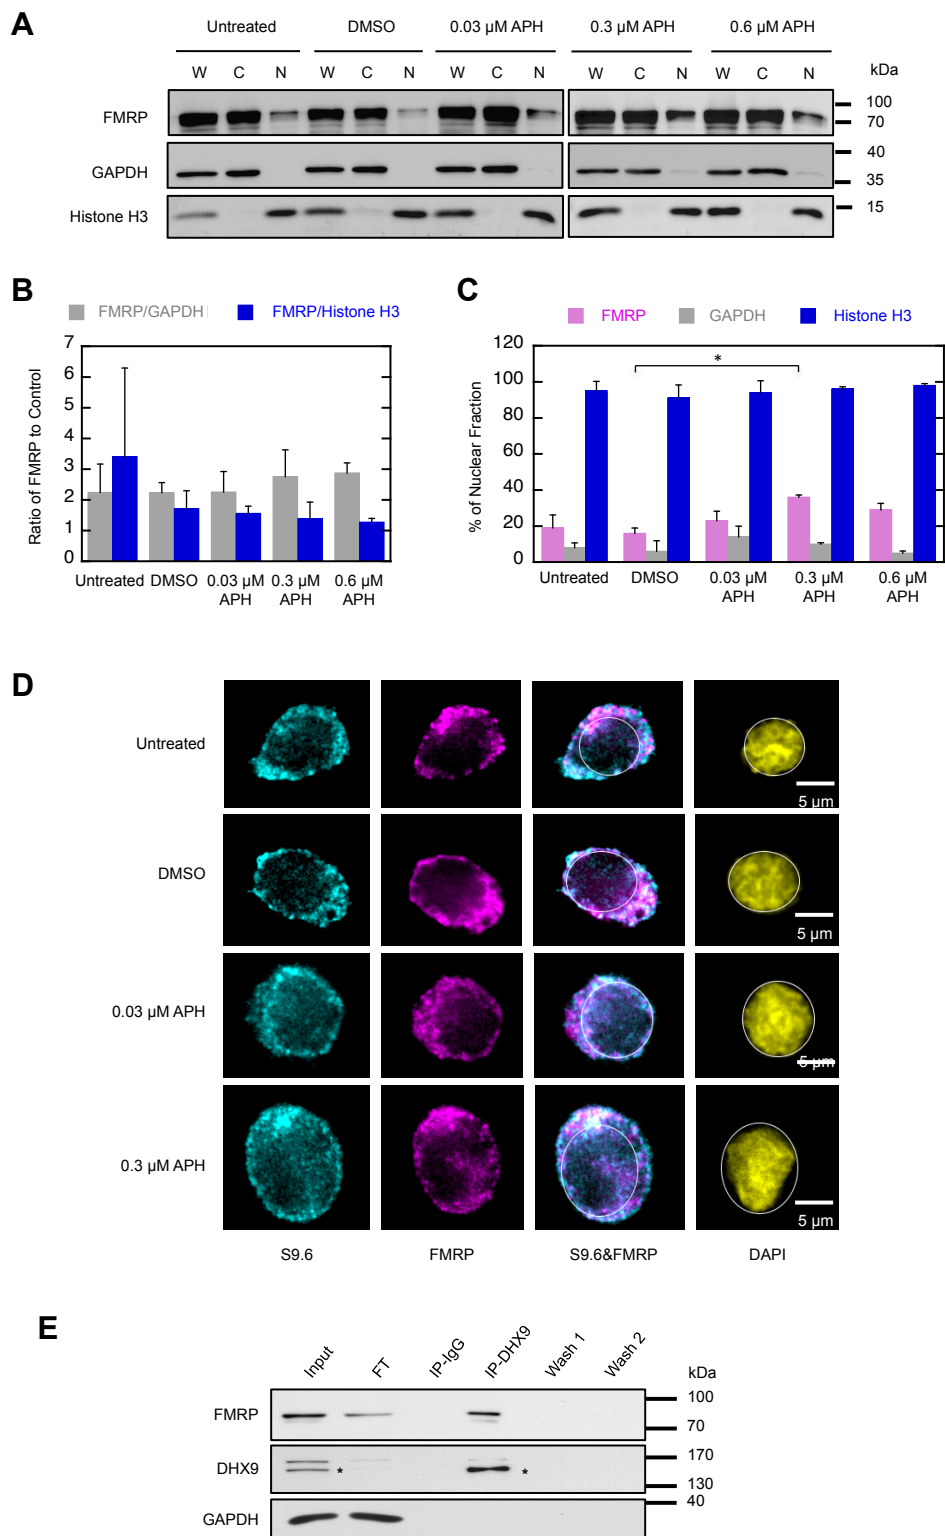 A
Untreated DMSO 0.03 µM APH 0.3 µM APH 0.6 µM APH
W C N W C N W C N W C N W C N kDa
FMRP 100
70
GAPDH 40
35
Histone H3 15
B
FMRP/GAPDH FMRP/Histone H3
Ratio of FMRP to Control
7
6
5
4
3
2
1
0
Untreated DMSO 0.03 µM APH 0.3 µM APH 0.6 µM APH
C
FMRP GAPDH Histone H3
% of Nuclear Fraction
120
100
80
60
40
20
0
*
Untreated DMSO 0.03 µM APH 0.3 µM APH 0.6 µM APH
D
Untreated
5 µm
DMSO
5 µm
0.03 µM APH
5 µm
0.3 µM APH
5 µm
S9.6 FMRP S9.6&FMRP DAPI
E
Input FT IP-IgG IP-DHX9 Wash 1 Wash 2
kDa
FMRP 100
70
DHX9 * * 170
130
GAPDH 40